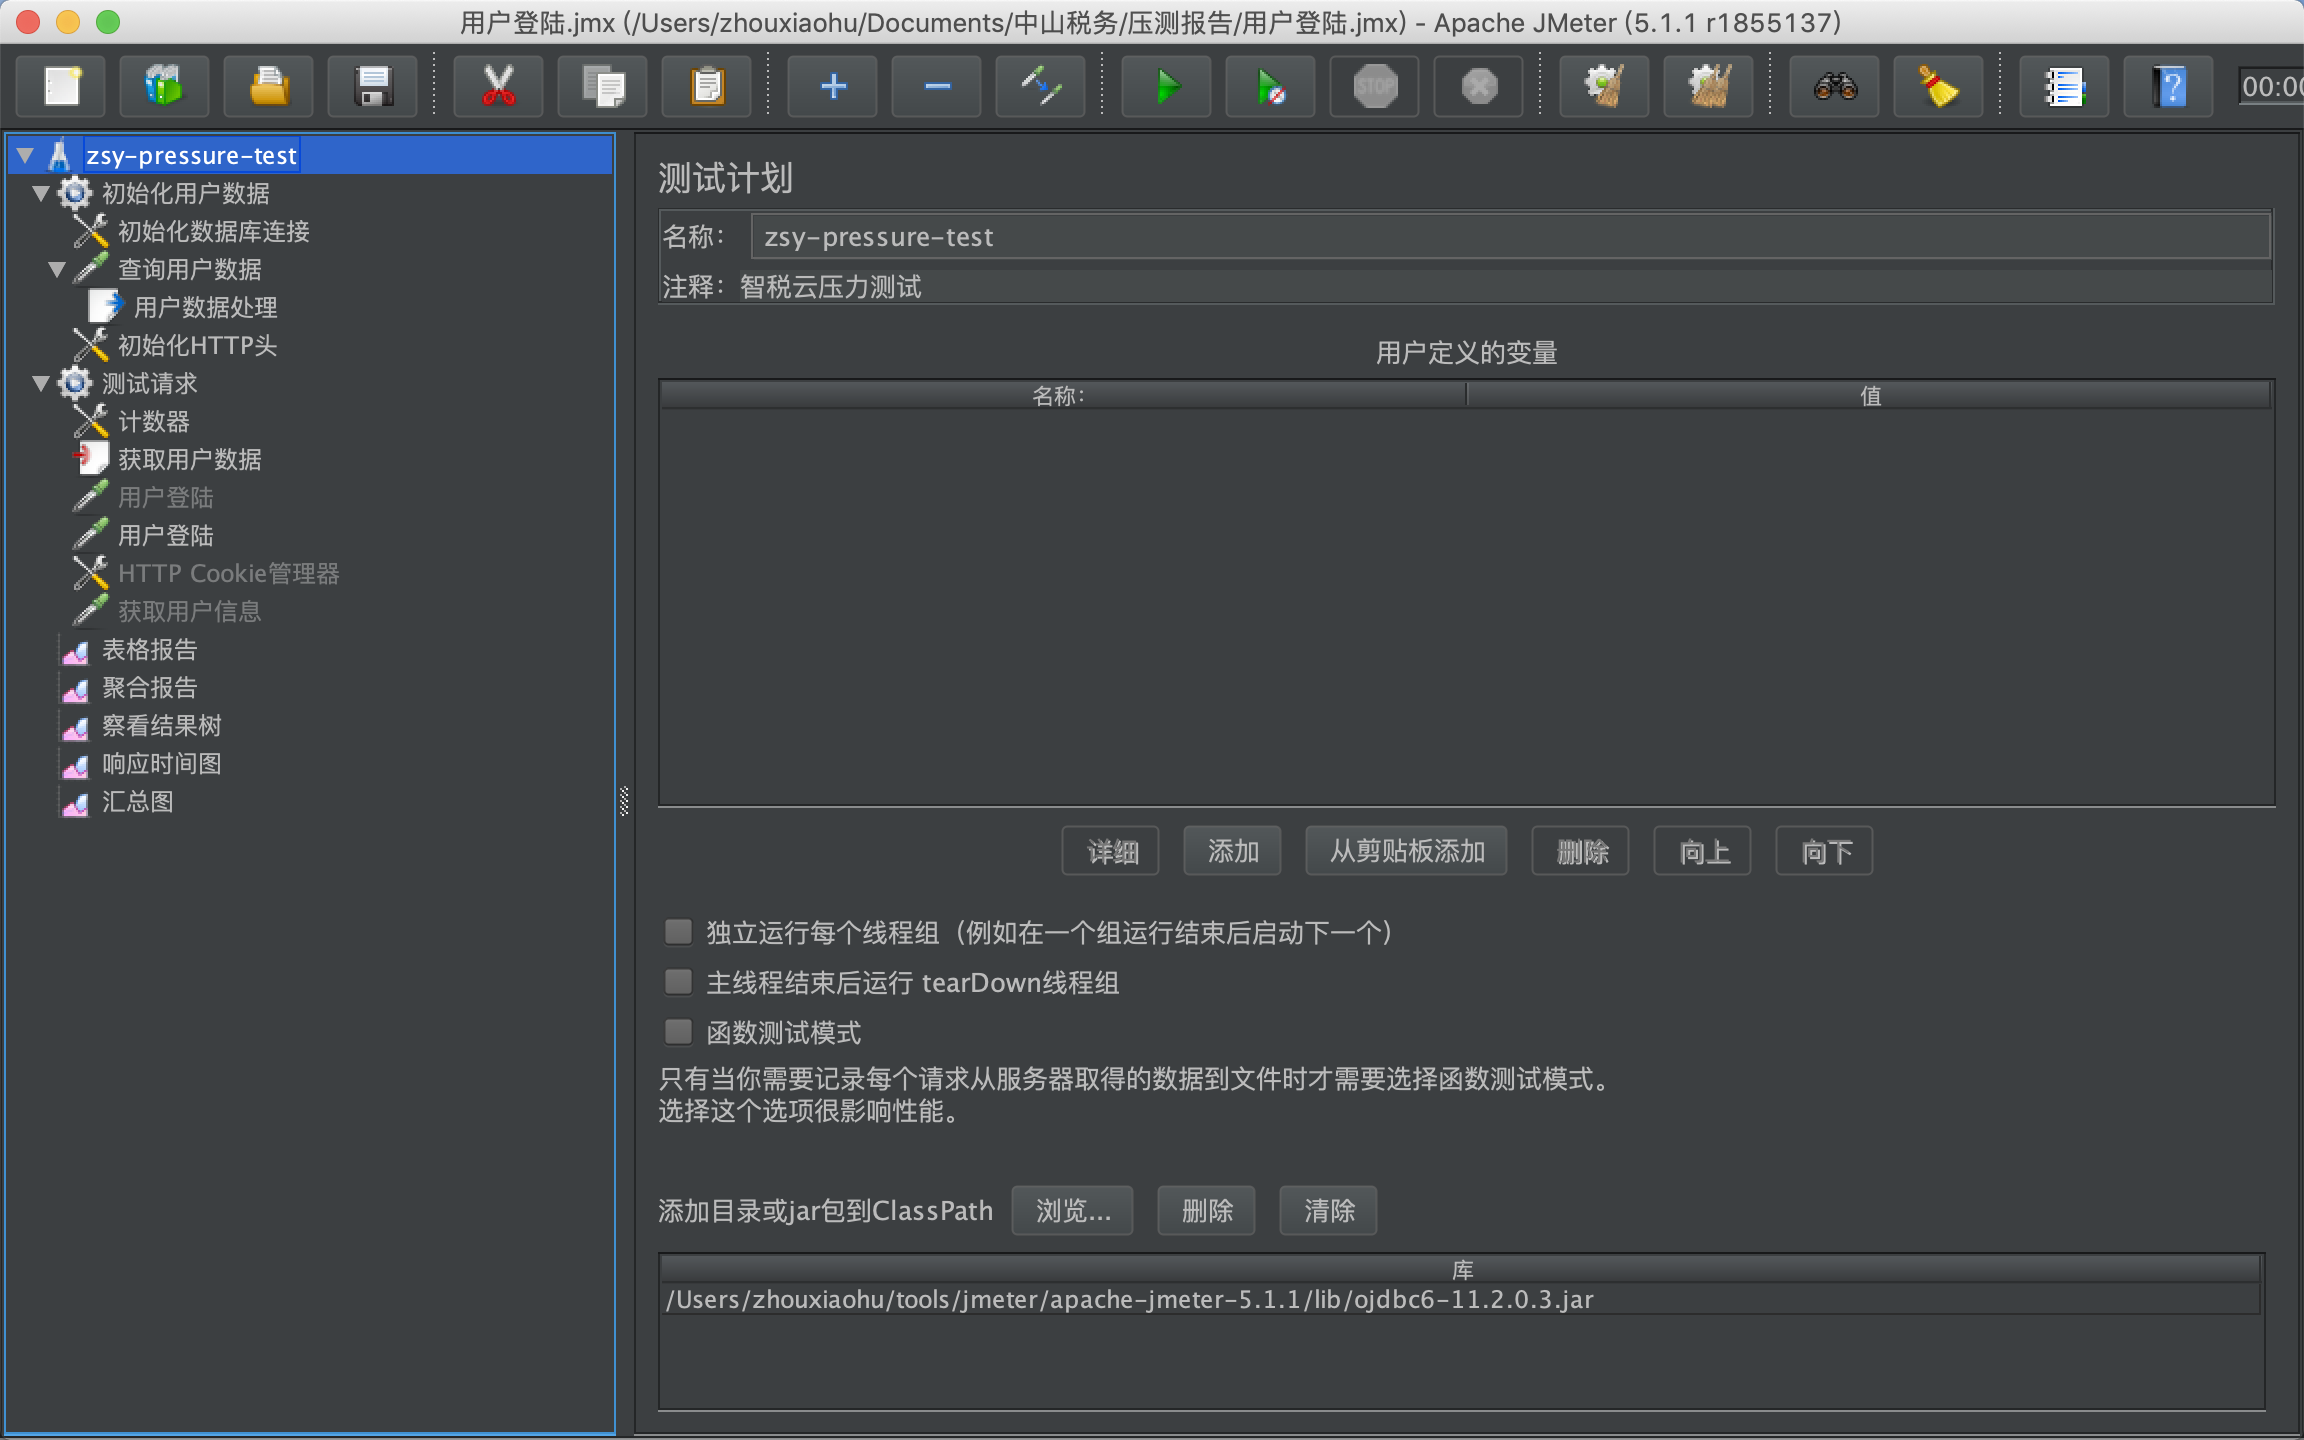 用户登陆.jmx (/Users/zhouxiaohu/Documents/中山税务/压测报告/用户登陆.jmx) - Apache JMeter (5.1.1 r1855137)
STOP
?
zsy-pressure-test
初始化用户数据
初始化数据库连接
查询用户数据
用户数据处理
初始化HTTP头
测试请求
计数器
获取用户数据
用户登陆
用户登陆
HTTP Cookie管理器
获取用户信息
表格报告
聚合报告
察看结果树
响应时间图
汇总图
测试计划
名称： zsy-pressure-test
注释： 智税云压力测试
用户定义的变量
名称: 值
详细 添加 从剪贴板添加 删除 向上 向下
独立运行每个线程组（例如在一个组运行结束后启动下一个）
主线程结束后运行 tearDown线程组
函数测试模式
只有当你需要记录每个请求从服务器取得的数据到文件时才需要选择函数测试模式。
选择这个选项很影响性能。
添加目录或jar包到ClassPath 浏览... 删除 清除
库
/Users/zhouxiaohu/tools/jmeter/apache-jmeter-5.1.1/lib/ojdbc6-11.2.0.3.jar